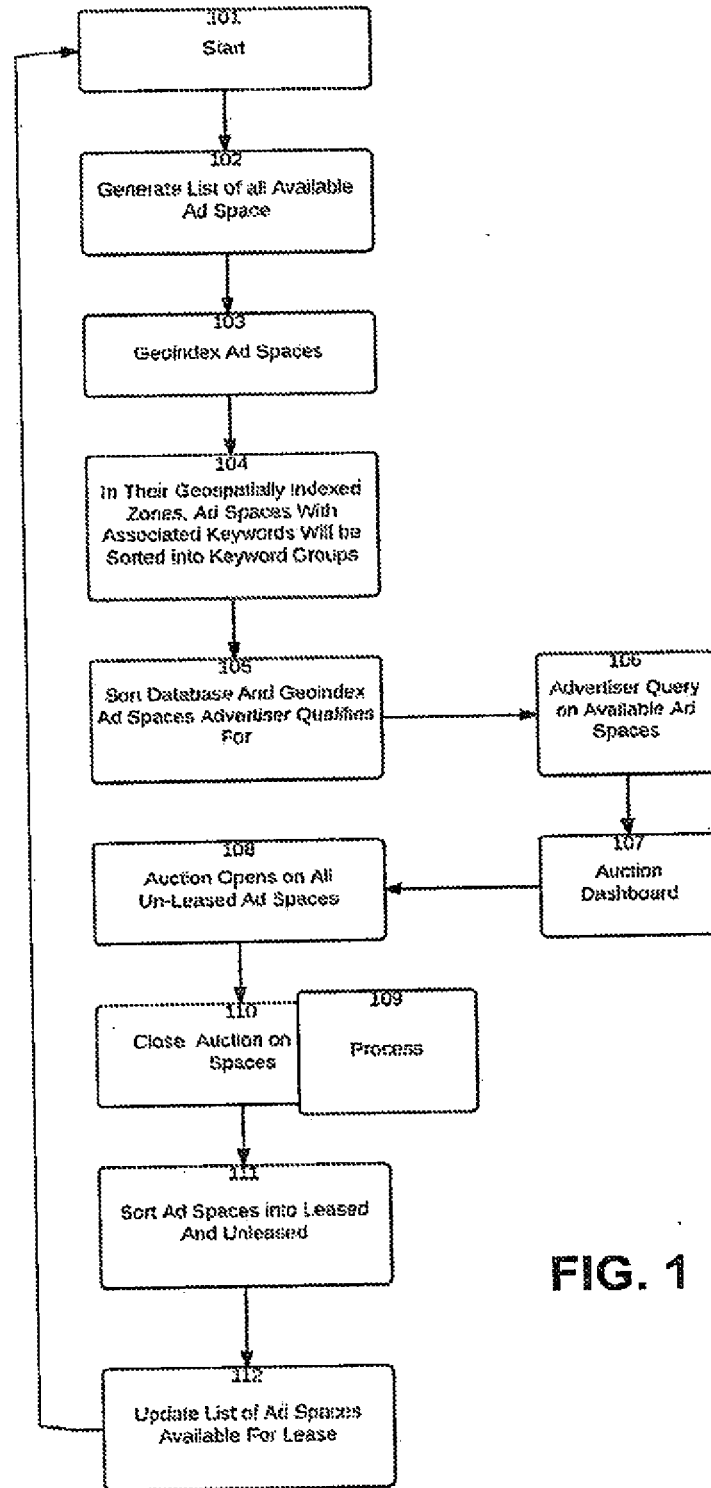 101
Start
102
Generate List of all Available
Ad Space
103
GeoIndex Ad Spaces
104
In Their Geospatially Indexed
Zones, Ad Spaces With
Associated Keywords Will be
Sorted into Keyword Groups
105
Sort Database And GeoIndex
Ad Spaces Advertiser Qualifies
For
106
Advertiser Query
on Available Ad
Spaces
107
Auction
Dashboard
108
Auction Opens on All
Un-Leased Ad Spaces
110
Close Auction on
Spaces
109
Process
111
Sort Ad Spaces into Leased
And Unleased
112
Update List of Ad Spaces
Available For Lease
FIG. 1